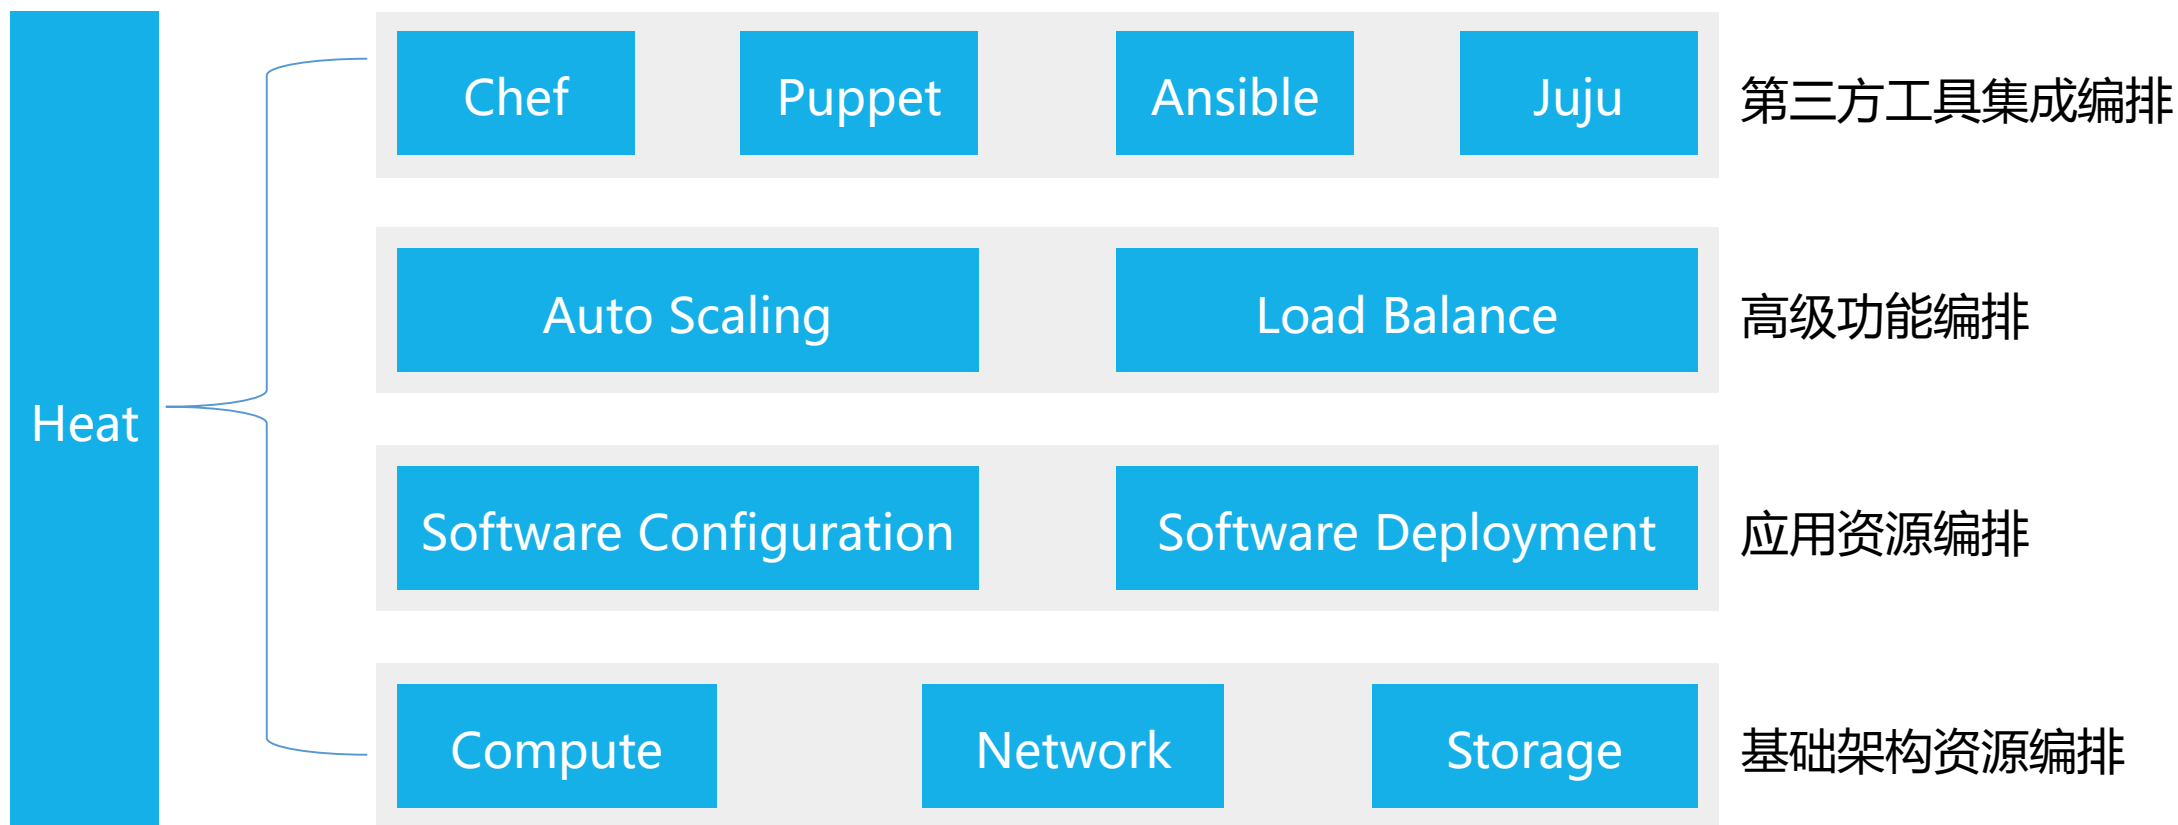 Heat
Chef
Puppet
Ansible
Juju
第三方工具集成编排
Auto Scaling
Load Balance
高级功能编排
Software Configuration
Software Deployment
应用资源编排
Compute
Network
Storage
基础架构资源编排